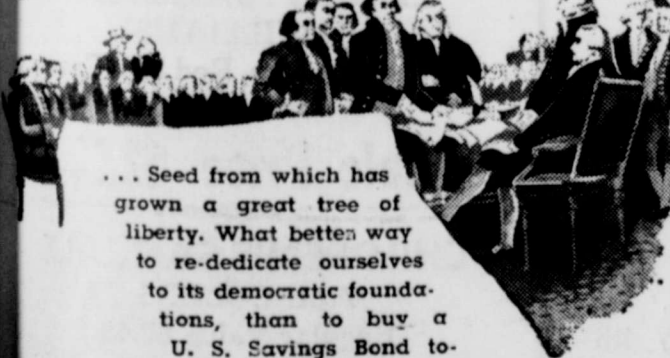 ... Seed from which has
grown a great tree of
liberty. What better way
to re-dedicate ourselves
to its democratic founda-
tions, than to buy a
U. S. Savings Bond to-